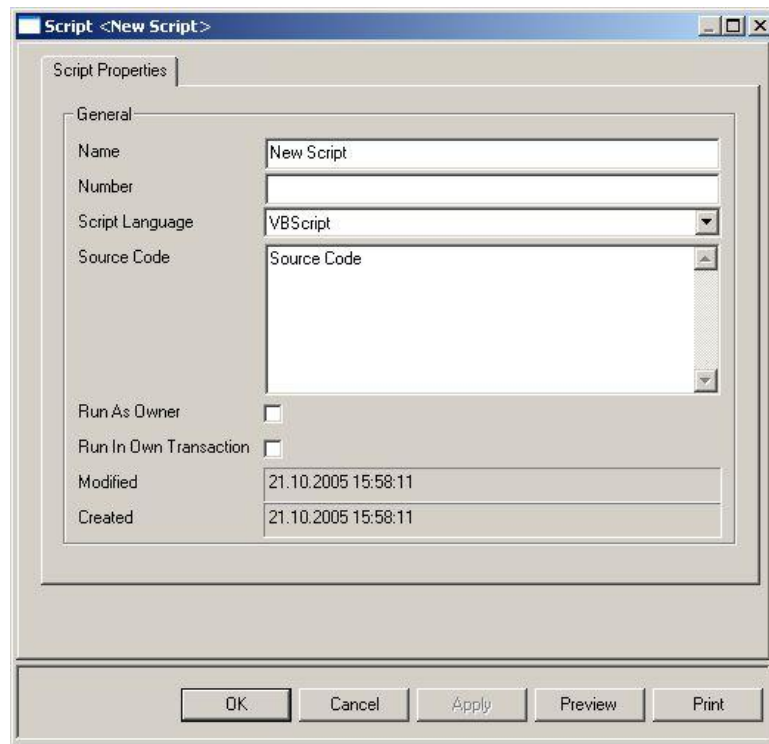 Script <New Script>
Script Properties
General
Name New Script
Number
Script Language VBScript
Source Code Source Code
Run As Owner
Run In Own Transaction
Modified 21.10.2005 15:58:11
Created 21.10.2005 15:58:11
OK Cancel Apply Preview Print